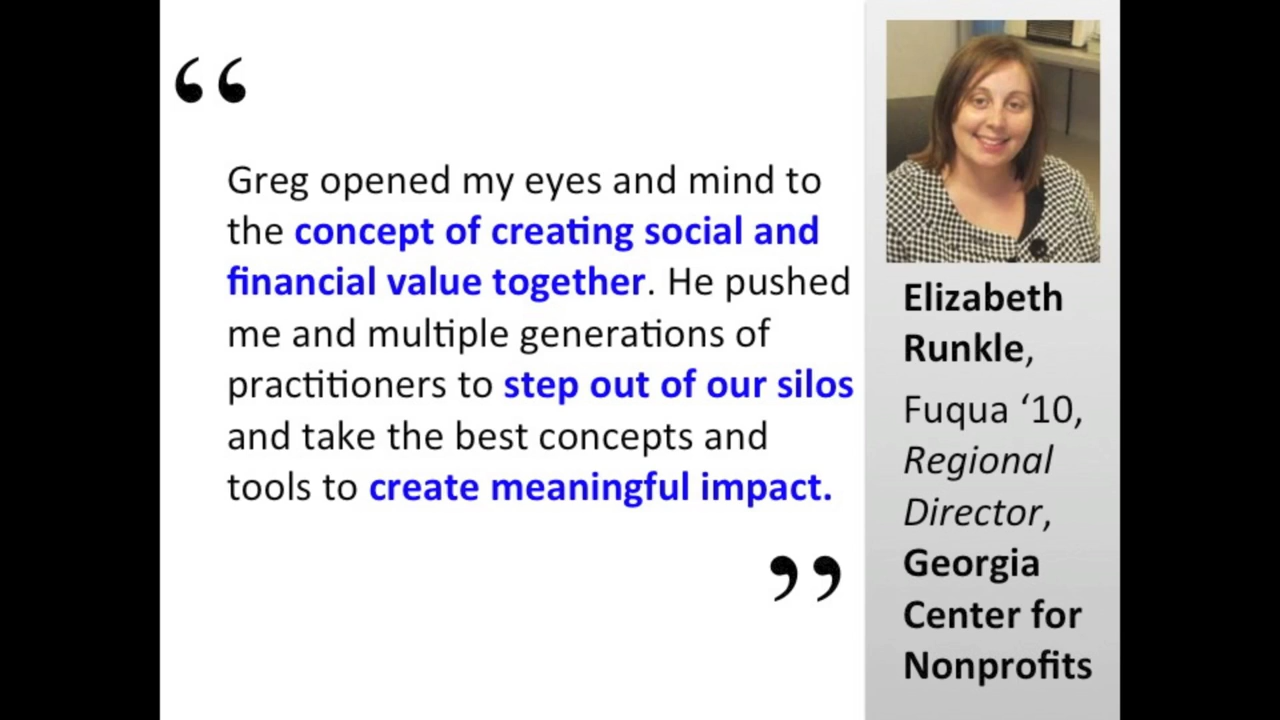 “
Greg opened my eyes and mind to
the concept of creating social and
financial value together. He pushed
me and multiple generations of
practitioners to step out of our silos
and take the best concepts and
tools to create meaningful impact.
”
Elizabeth
Runkle,
Fuqua ‘10,
Regional
Director,
Georgia
Center for
Nonprofits